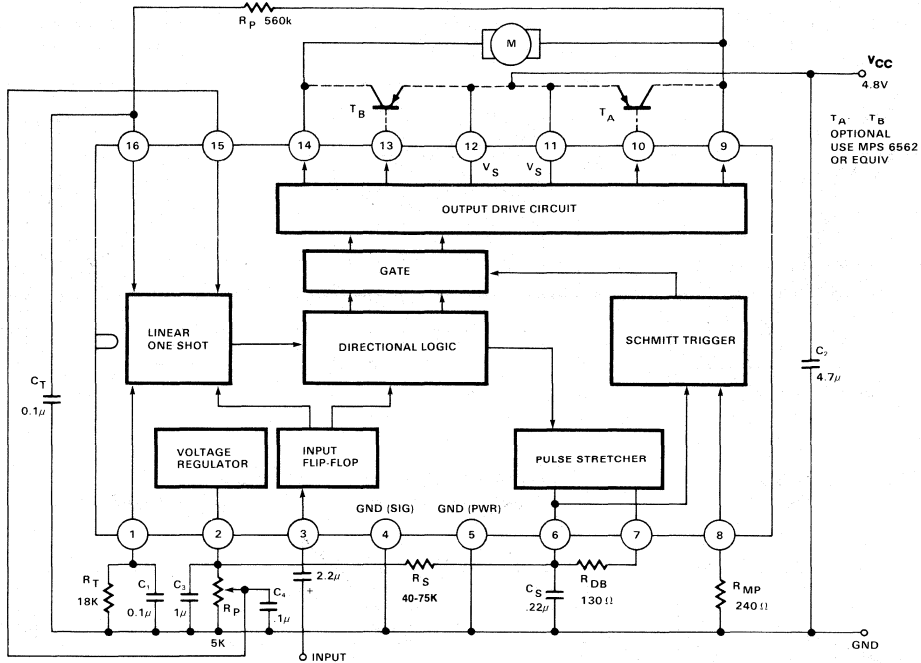 R_P 560k
M
V_CC
4.8V
T_B
T_A
T_A T_B
OPTIONAL
USE MPS 6562
OR EQUIV
16
15
14
13
12
11
10
9
V_S
V_S
OUTPUT DRIVE CIRCUIT
GATE
LINEAR
ONE SHOT
DIRECTIONAL LOGIC
SCHMITT TRIGGER
C_T
0.1μ
C_2
4.7μ
VOLTAGE
REGULATOR
INPUT
FLIP-FLOP
PULSE STRETCHER
GND (SIG)
GND (PWR)
1
2
3
4
5
6
7
8
R_T
18K
C_1
0.1μ
C_3
1μ
R_P
5K
C_4
.1μ
2.2μ
+
R_S
40-75K
C_S
.22μ
R_DB
130 Ω
R_MP
240 Ω
GND
INPUT